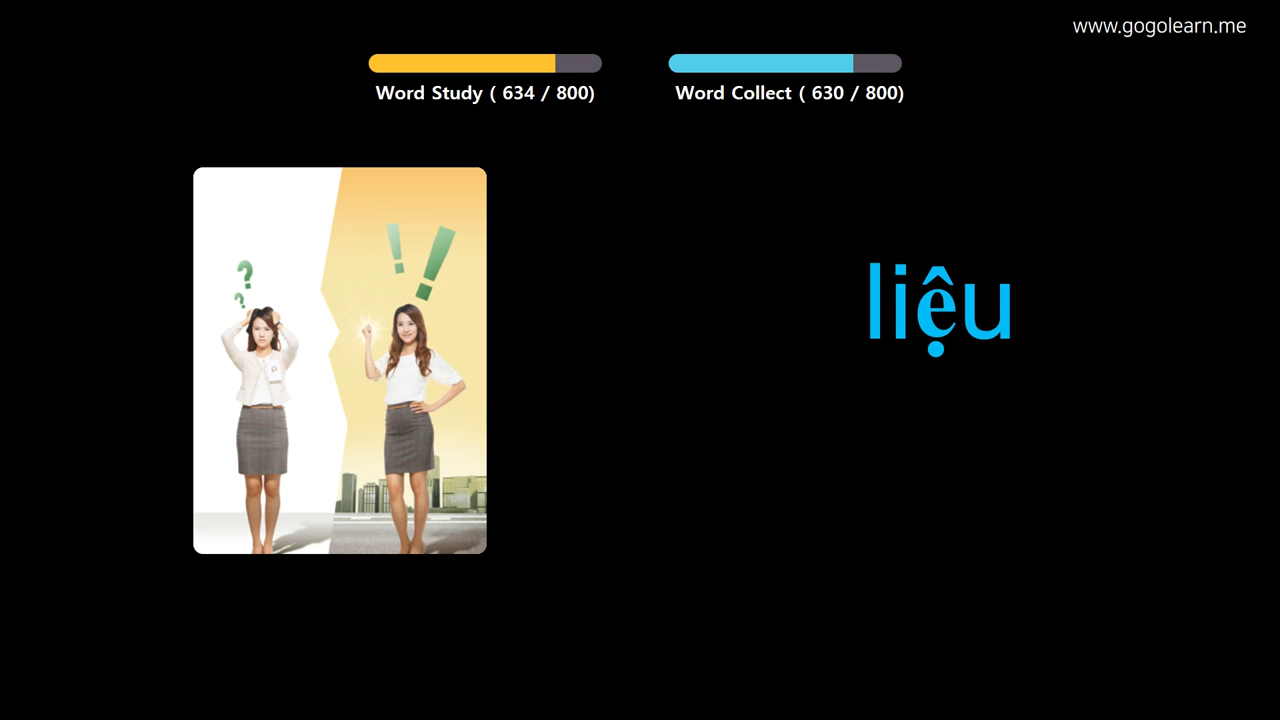 www.gogolearn.me
Word Study ( 634 / 800)
Word Collect ( 630 / 800)
? ?
! !
liệu